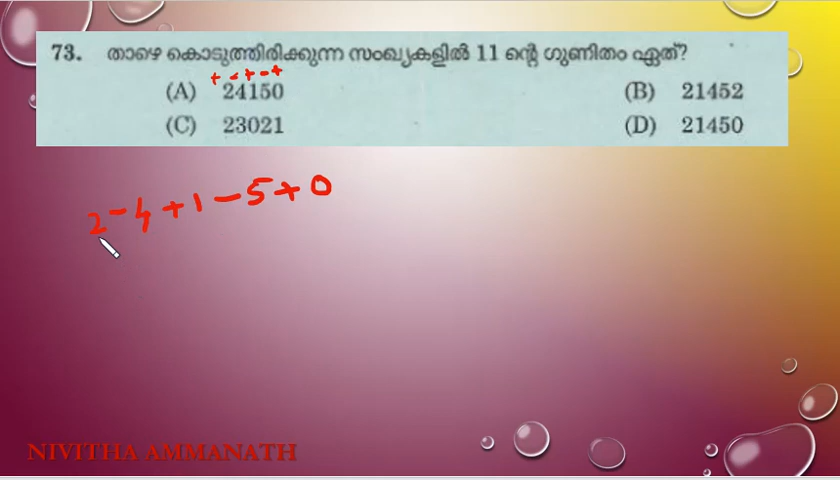 73. താഴെ കൊടുത്തിരിക്കുന്ന സംഖ്യകളിൽ 11 ന്റെ ഗുണിതം ഏത്?
+ - + - +
(A) 24150 (B) 21452
(C) 23021 (D) 21450
2 - 4 + 1 - 5 + 0
NIVITHA AMMANATH